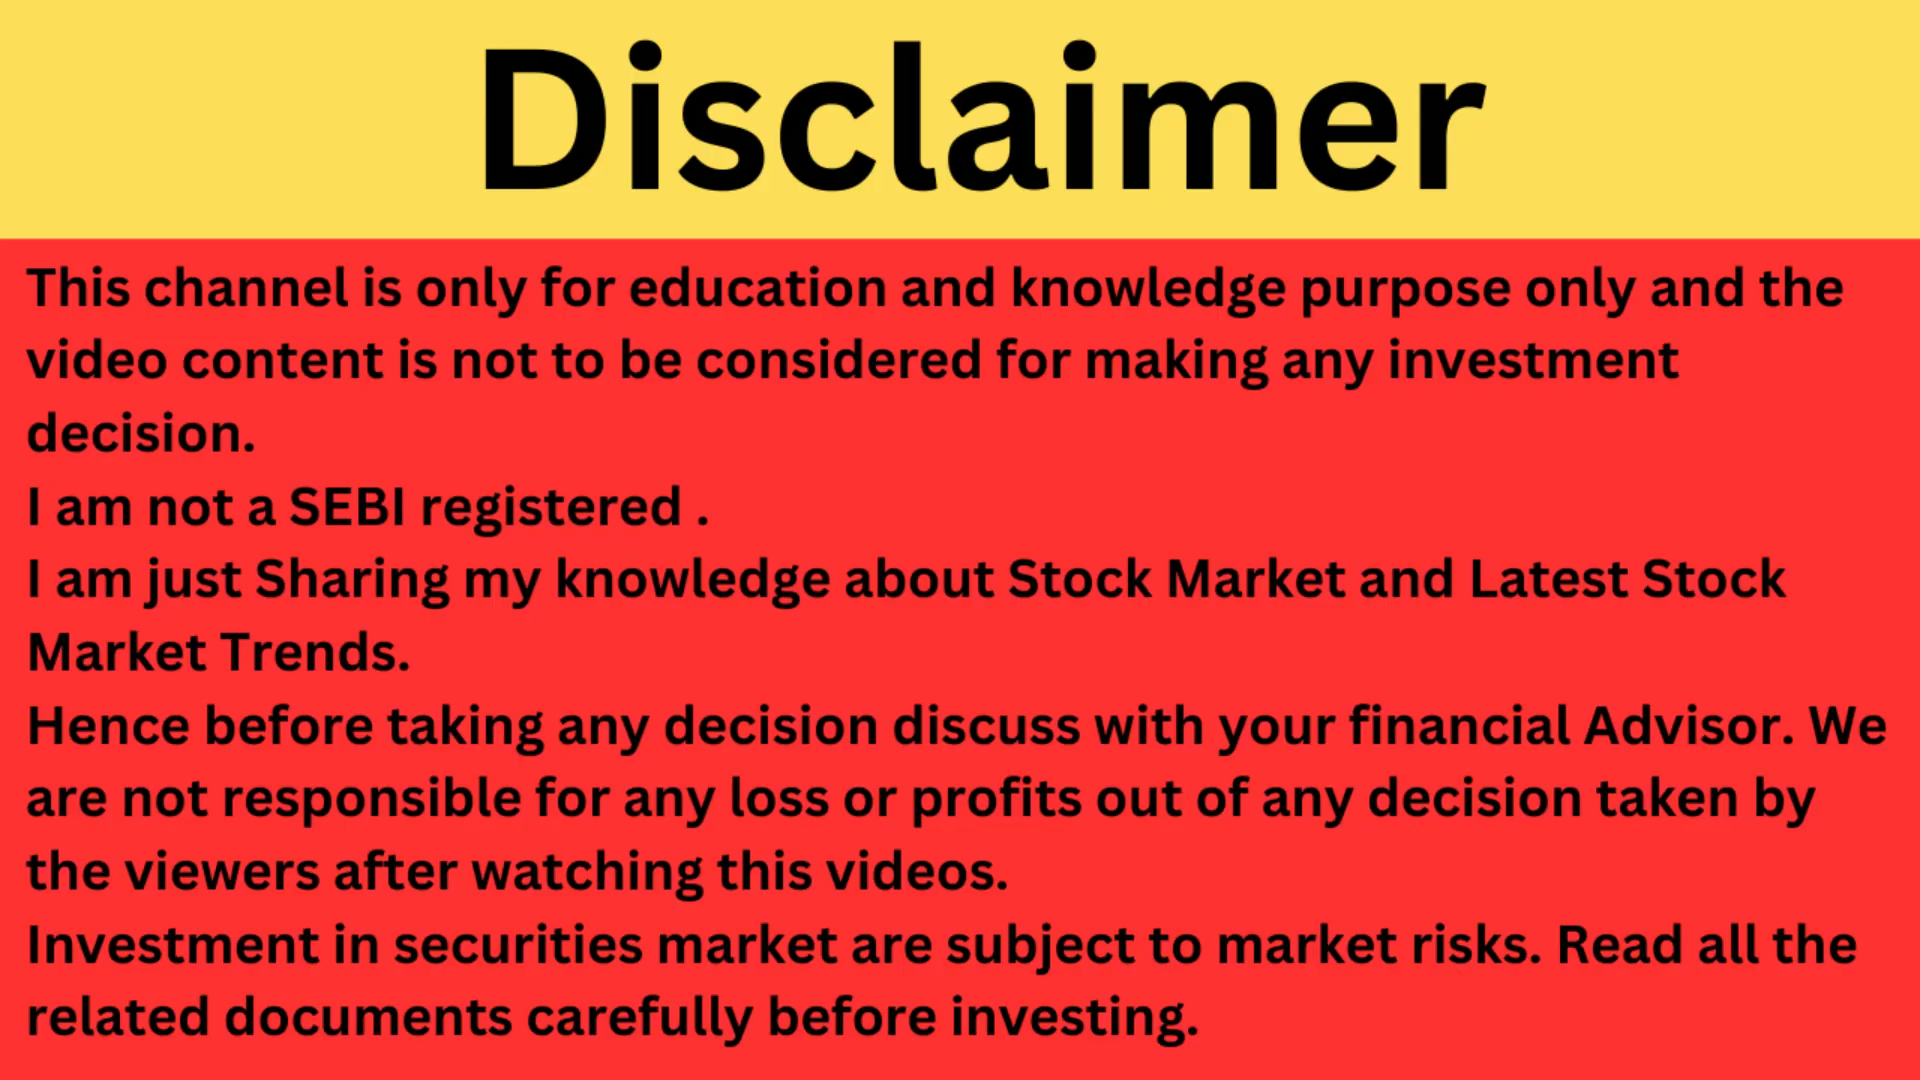 Disclaimer
This channel is only for education and knowledge purpose only and the
video content is not to be considered for making any investment
decision.
I am not a SEBI registered .
I am just Sharing my knowledge about Stock Market and Latest Stock
Market Trends.
Hence before taking any decision discuss with your financial Advisor. We
are not responsible for any loss or profits out of any decision taken by
the viewers after watching this videos.
Investment in securities market are subject to market risks. Read all the
related documents carefully before investing.